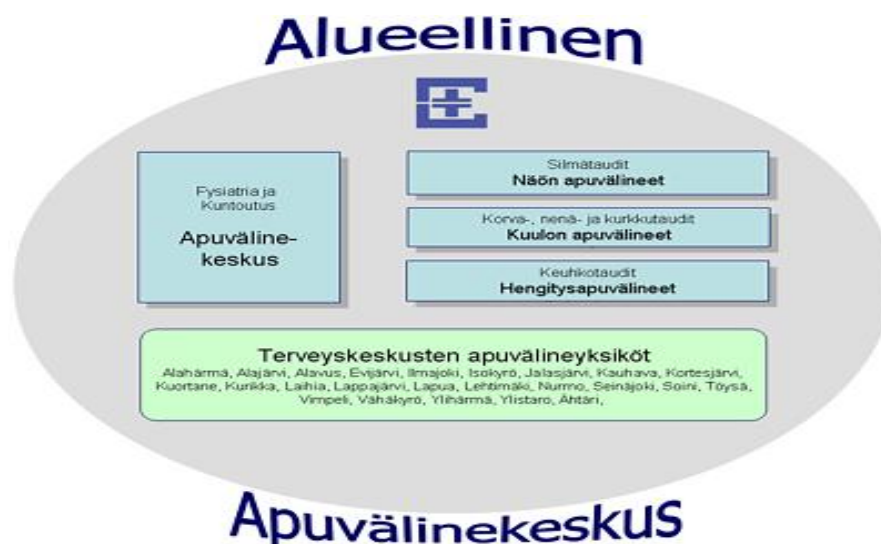 Alueellinen
Fysiatria ja
Kuntoutus
Apuväline-
keskus
Silmätaudit
Näön apuvälineet
Korva-, nenä- ja kurkkutaudit
Kuulon apuvälineet
Keuhkotaudit
Hengitysapuvälineet
Terveyskeskusten apuvälineyksiköt
Alahärmä, Alajärvi, Alavus, Evijärvi, Ilmajoki, Isokyrö, Jalasjärvi, Kauhava, Kortesjärvi,
Kuortane, Kurikka, Laihia, Lappajärvi, Lapua, Lehtimäki, Nurmo, Seinäjoki, Soini, Töysä,
Vimpeli, Vähäkyrö, Ylihärmä, Ylistaro, Ähtäri,
Apuvälinekeskus